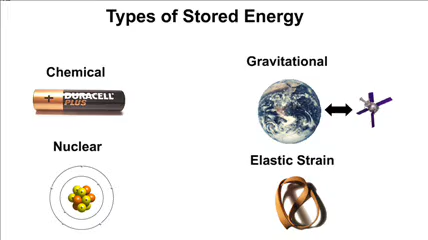 Types of Stored Energy
Chemical
+ DURACELL
PLUS
Nuclear
Gravitational
Elastic Strain